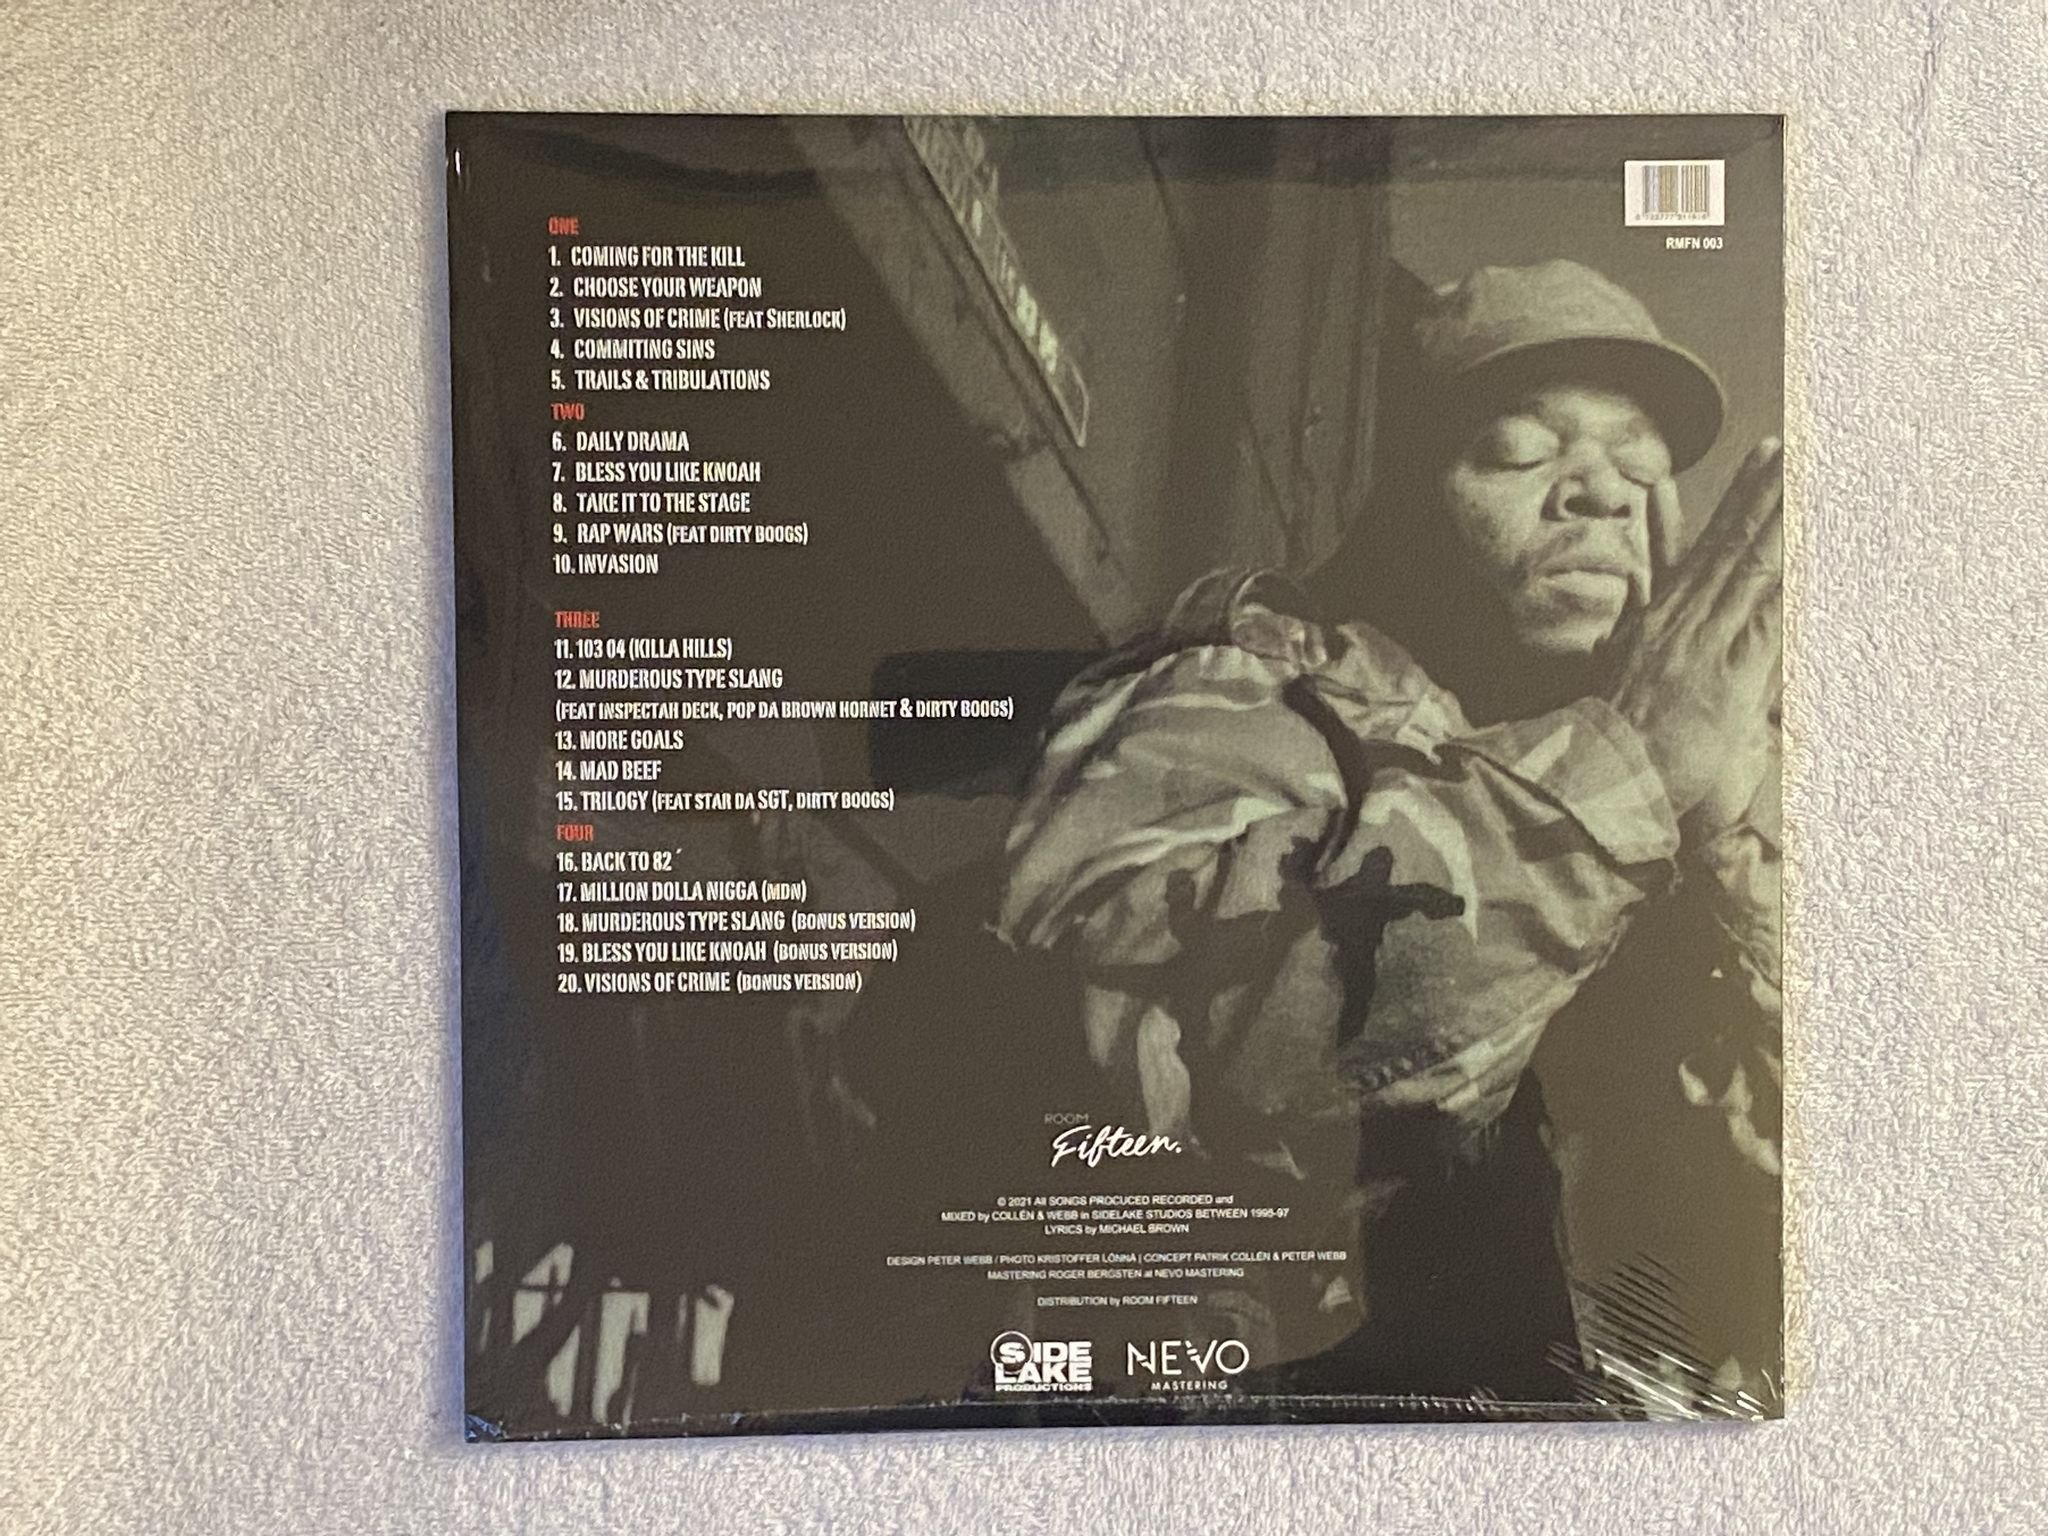 RMFN 003
ONE
1. COMING FOR THE KILL
2. CHOOSE YOUR WEAPON
3. VISIONS OF CRIME (FEAT SHERLOCK)
4. COMMITING SINS
5. TRAILS & TRIBULATIONS
TWO
6. DAILY DRAMA
7. BLESS YOU LIKE KNOAH
8. TAKE IT TO THE STAGE
9. RAP WARS (FEAT DIRTY BOOGS)
10. INVASION
THREE
11. 103 04 (KILLA HILLS)
12. MURDEROUS TYPE SLANG
(FEAT INSPECTAH DECK, POP DA BROWN HORNET & DIRTY BOOGS)
13. MORE GOALS
14. MAD BEEF
15. TRILOGY (FEAT STAR DA SGT, DIRTY BOOGS)
FOUR
16. BACK TO 82´
17. MILLION DOLLA NIGGA (MDN)
18. MURDEROUS TYPE SLANG (BONUS VERSION)
19. BLESS YOU LIKE KNOAH (BONUS VERSION)
20. VISIONS OF CRIME (BONUS VERSION)
ROOM
Fifteen.
© 2021 All SONGS PROCUCED RECORDED and
MIXED by COLLÉN & WEBB in SIDELAKE STUDIOS BETWEEN 1995-97
LYRICS by MICHAEL BROWN
DESIGN PETER WEBB / PHOTO KRISTOFFER LÖNNÅ | CONCEPT PATRIK COLLÉN & PETER WEBB
MASTERING ROGER BERGSTEN at NEVO MASTERING
DISTRIBUTION by ROOM FIFTEEN
SIDE
LAKE
PRODUCTIONS
NEVO
MASTERING